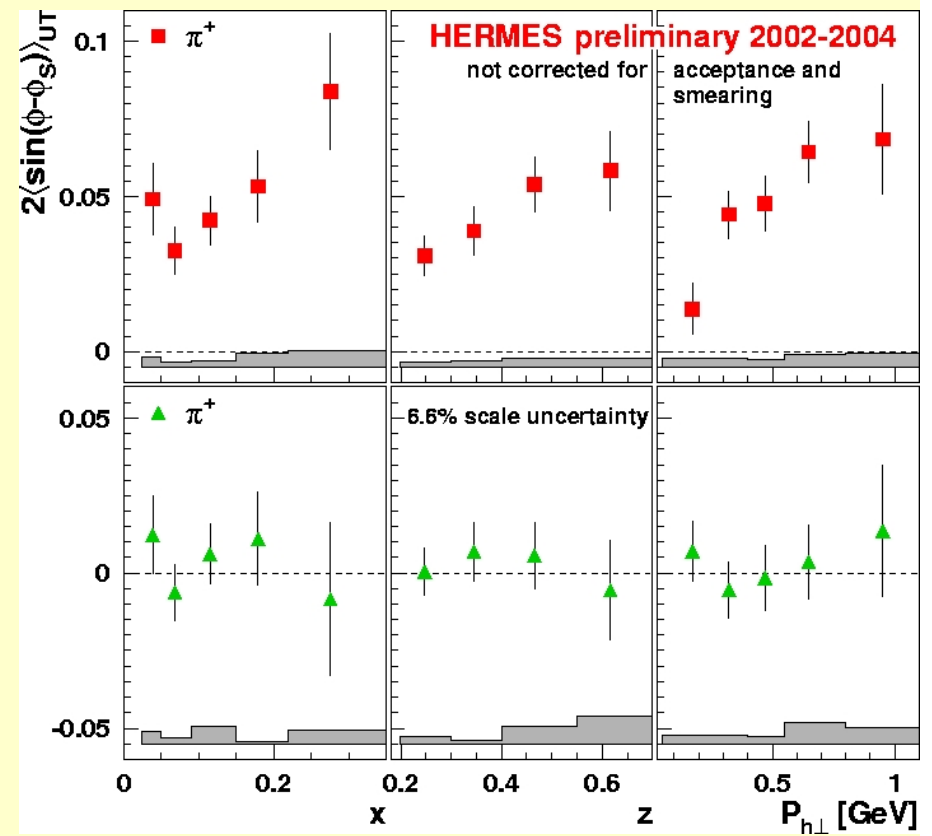 2⟨sin(ϕ-ϕS)⟩UT
0.1
0.05
0
π+
HERMES preliminary 2002-2004
not corrected for acceptance and
smearing
0.05
0
-0.05
π+
6.6% scale uncertainty
0 0.2 0.2 0.4 0.6 0.5 1
x z Ph⊥ [GeV]